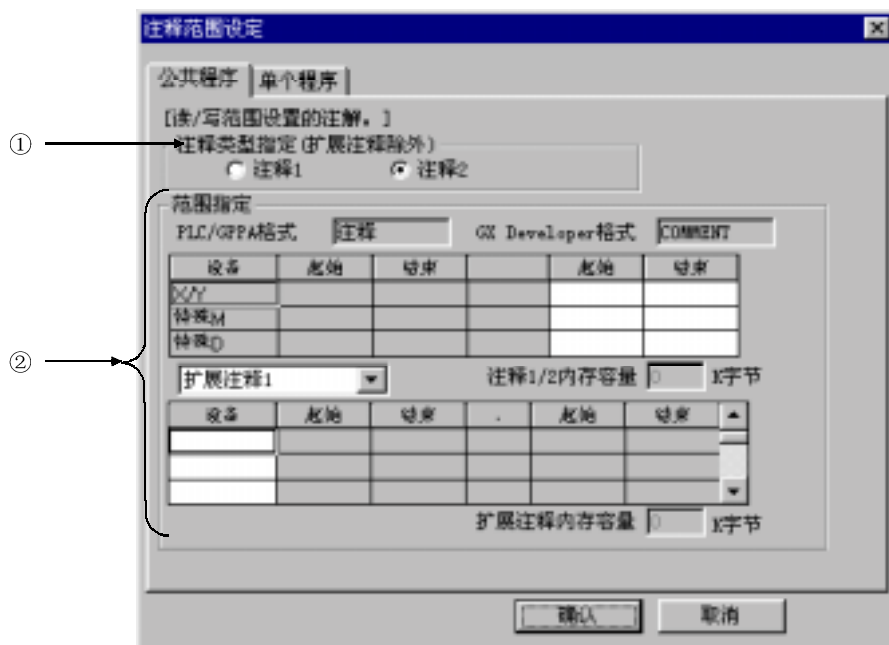 注释范围设定
公共程序 单个程序
[读/写范围设置的注解。]
① 注释类型指定(扩展注释除外)
注释1 注释2
范围指定
PLC/GPPA格式 注释 GX Developer格式 COMMENT
设备 起始 结束 起始 结束
X/Y
特殊M
特殊D
②
扩展注释1 注释1/2内存容量 0 K字节
设备 起始 结束 . 起始 结束
扩展注释内存容量 0 K字节
确认 取消